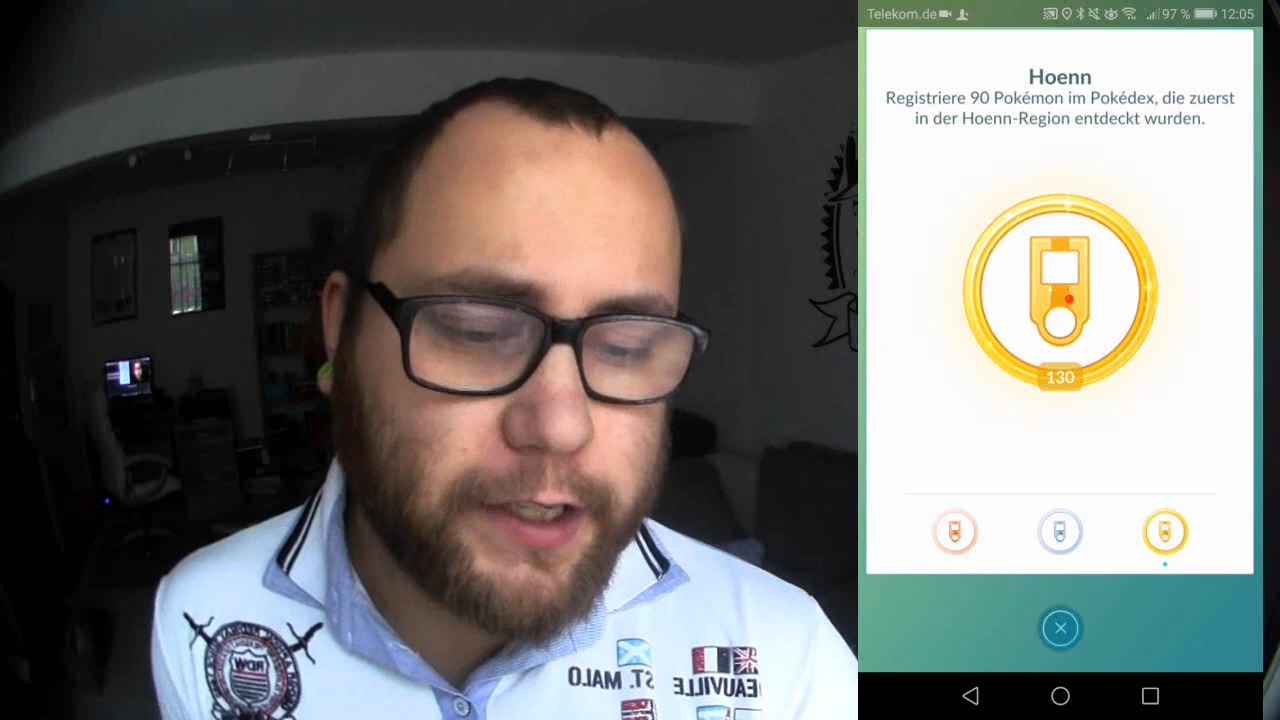 Telekom.de
97 %
12:05
Hoenn
Registriere 90 Pokémon im Pokédex, die zuerst
in der Hoenn-Region entdeckt wurden.
130
ST. MALO
EAUVILLE